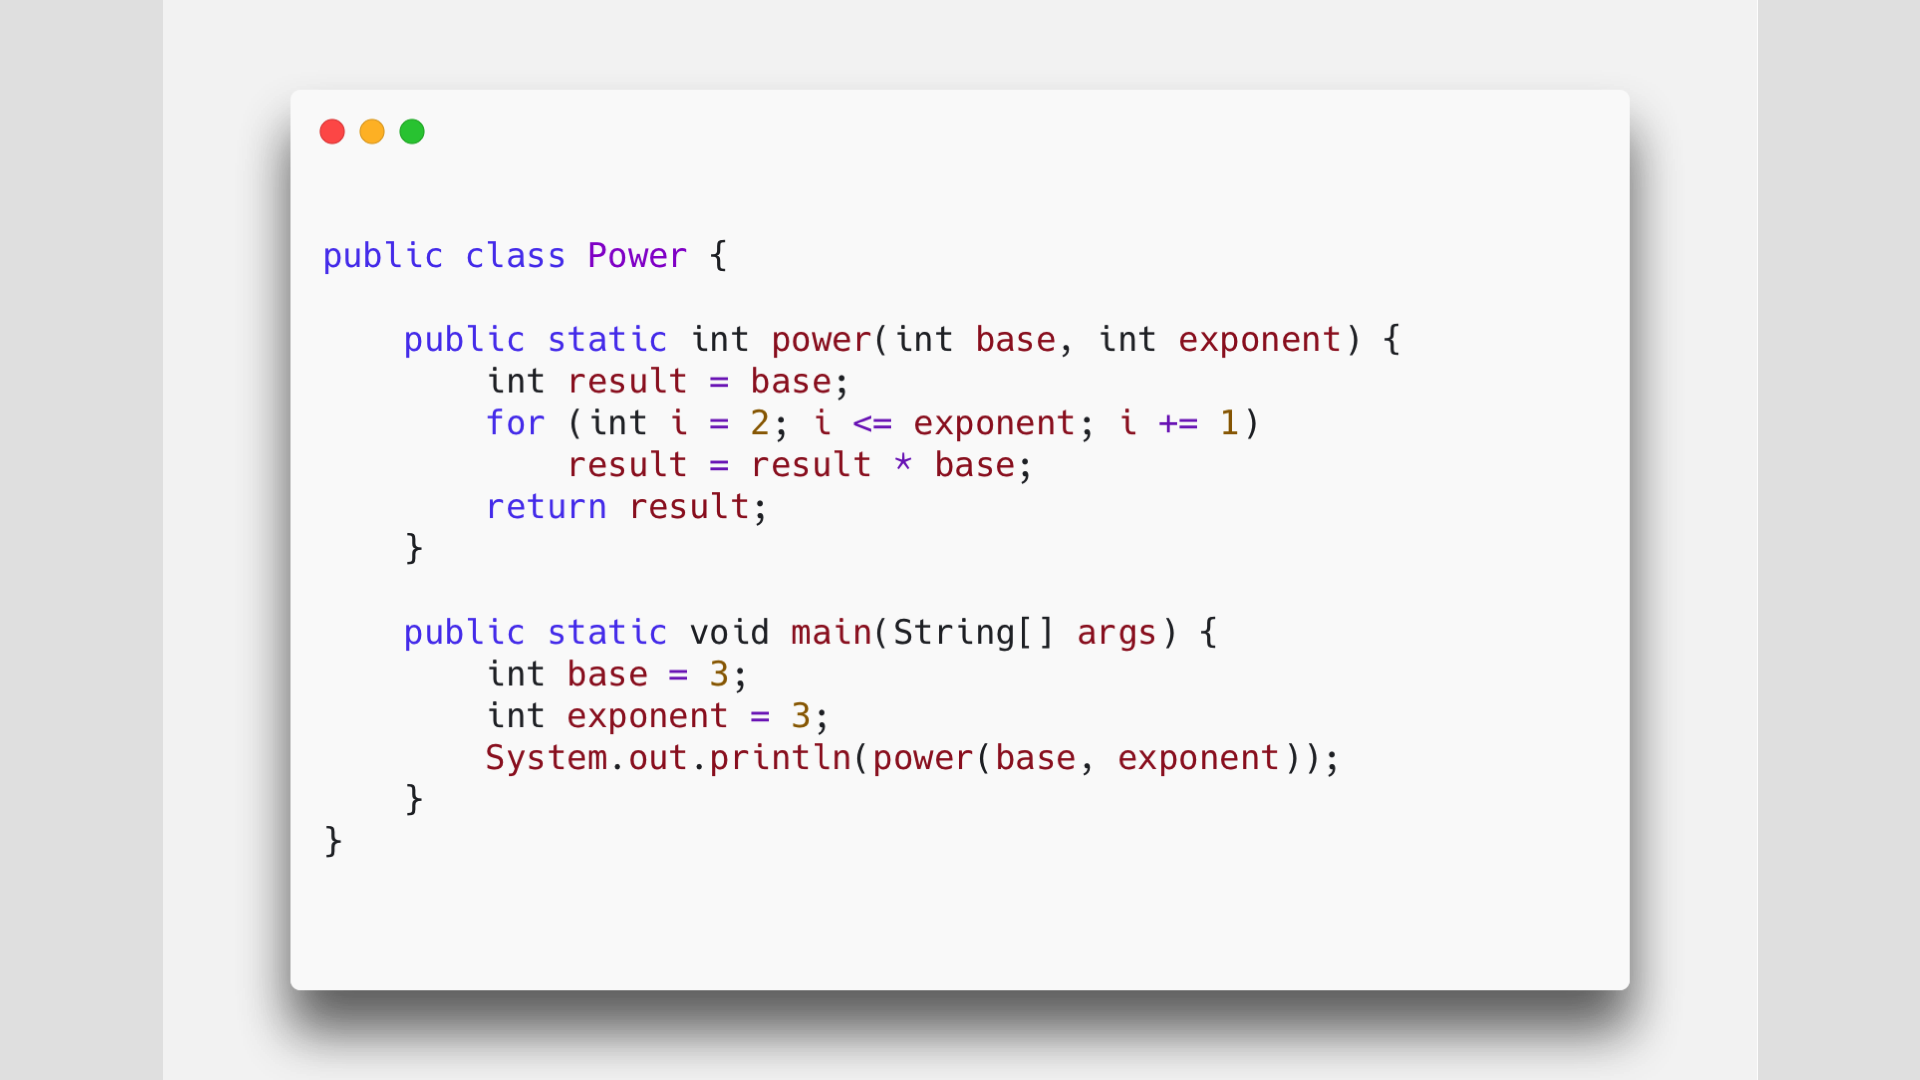 public class Power {
    public static int power(int base, int exponent) {
        int result = base;
        for (int i = 2; i <= exponent; i += 1)
            result = result * base;
        return result;
    }
    public static void main(String[] args) {
        int base = 3;
        int exponent = 3;
        System.out.println(power(base, exponent));
    }
}